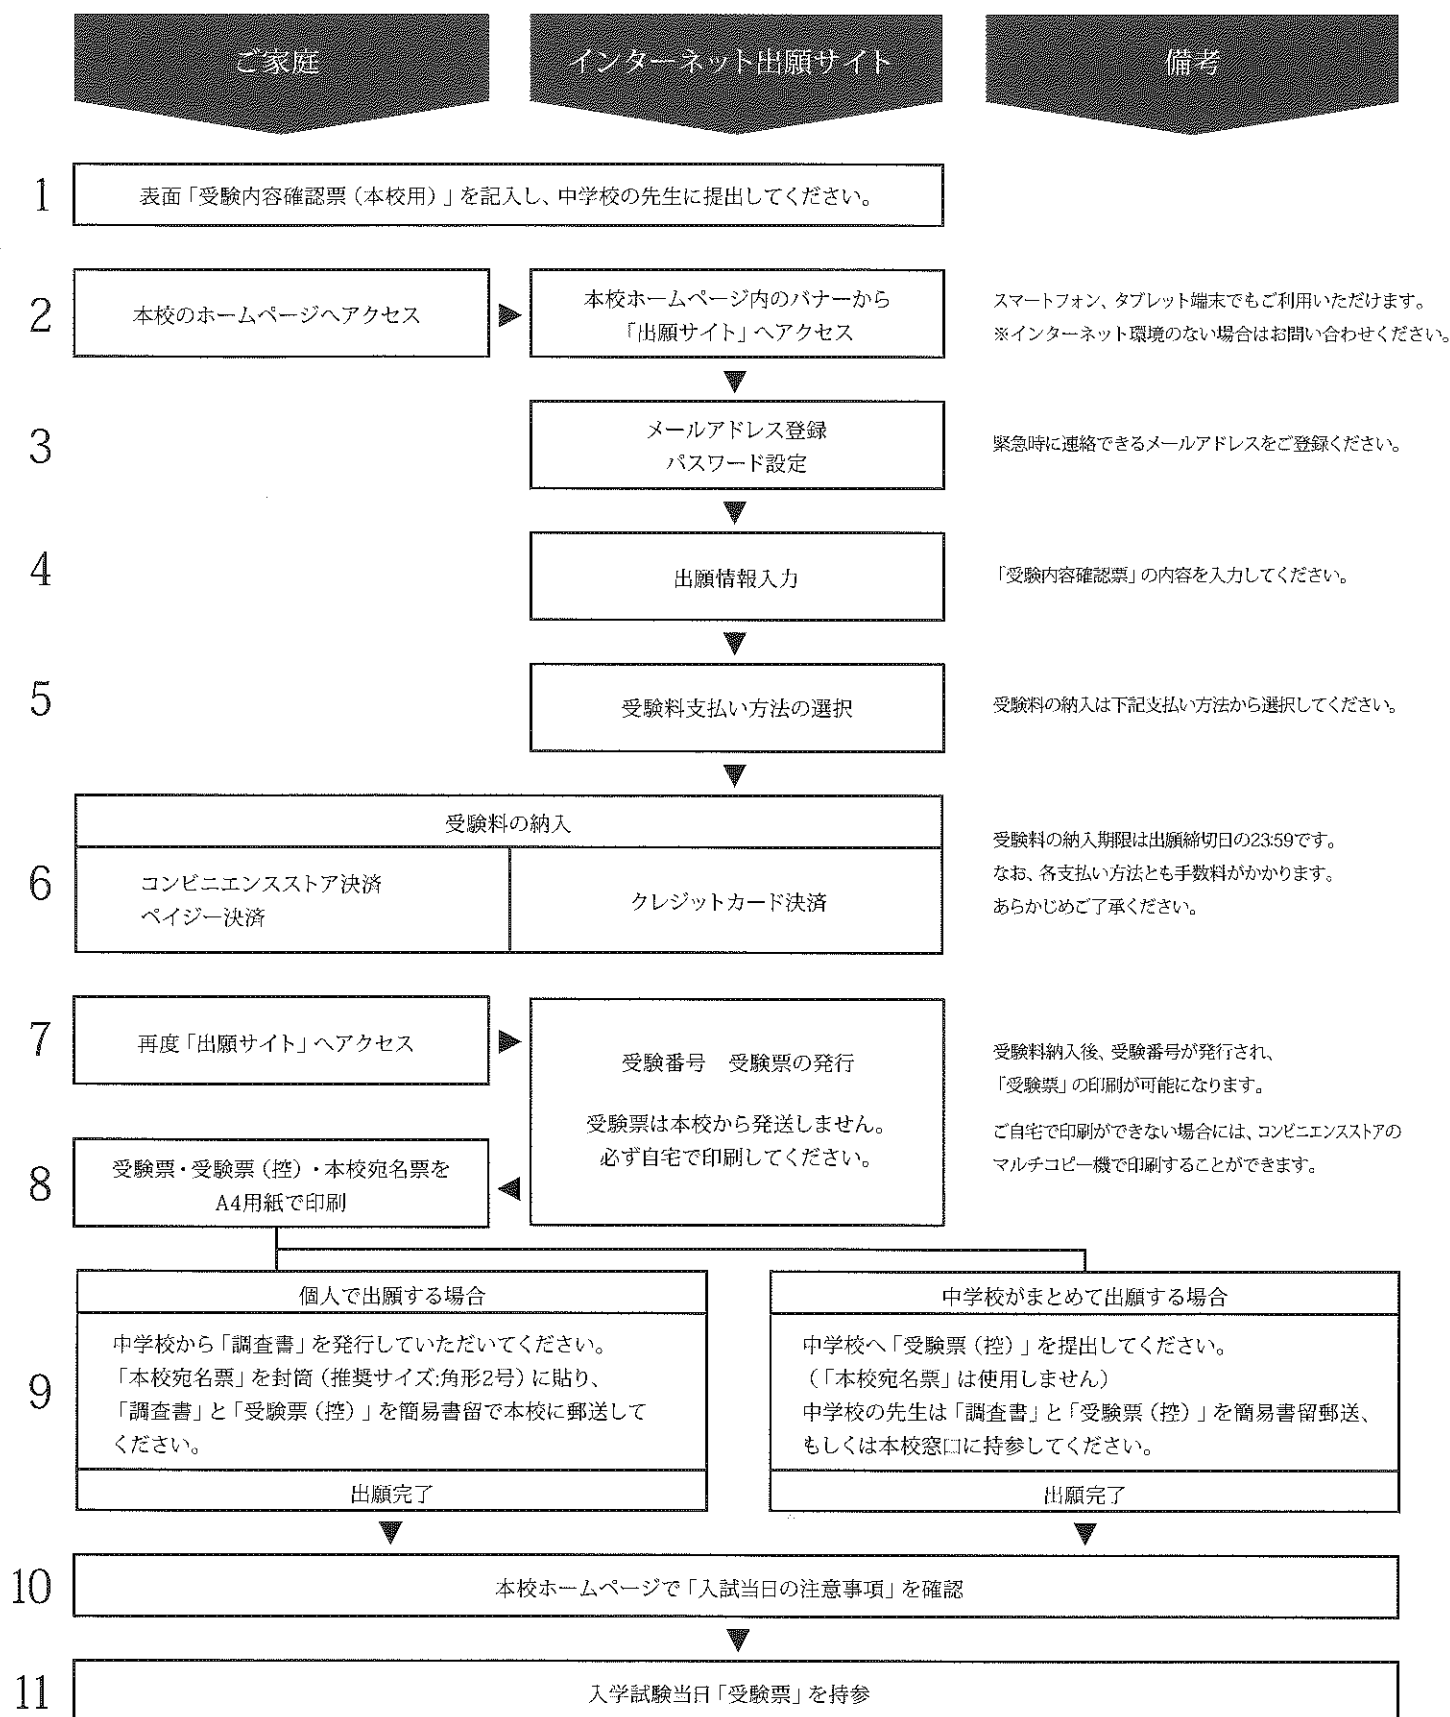 ご家庭
インターネット出願サイト
備考
1
表面「受験内容確認票（本校用）」を記入し、中学校の先生に提出してください。
2
本校のホームページへアクセス
本校ホームページ内のバナーから
「出願サイト」へアクセス
スマートフォン、タブレット端末でもご利用いただけます。
※インターネット環境のない場合はお問い合わせください。
3
メールアドレス登録
パスワード設定
緊急時に連絡できるメールアドレスをご登録ください。
4
出願情報入力
「受験内容確認票」の内容を入力してください。
5
受験料支払い方法の選択
受験料の納入は下記支払い方法から選択してください。
6
受験料の納入
コンビニエンスストア決済
ペイジー決済
クレジットカード決済
受験料の納入期限は出願締切日の23:59です。
なお、各支払い方法とも手数料がかかります。
あらかじめご了承ください。
7
再度「出願サイト」へアクセス
受験番号　受験票の発行
受験票は本校から発送しません。
必ず自宅で印刷してください。
受験料納入後、受験番号が発行され、
「受験票」の印刷が可能になります。
ご自宅で印刷ができない場合には、コンビニエンスストアの
マルチコピー機で印刷することができます。
8
受験票・受験票（控）・本校宛名票を
A4用紙で印刷
9
個人で出願する場合
中学校から「調査書」を発行していただいてください。
「本校宛名票」を封筒（推奨サイズ:角形2号）に貼り、
「調査書」と「受験票（控）」を簡易書留で本校に郵送して
ください。
出願完了
中学校がまとめて出願する場合
中学校へ「受験票（控）」を提出してください。
（「本校宛名票」は使用しません）
中学校の先生は「調査書」と「受験票（控）」を簡易書留郵送、
もしくは本校窓口に持参してください。
出願完了
10
本校ホームページで「入試当日の注意事項」を確認
11
入学試験当日「受験票」を持参